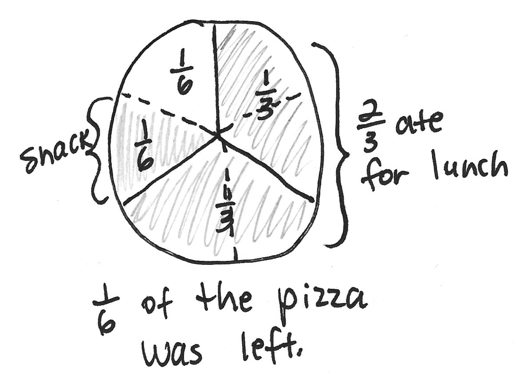 1/6
1/3
snack
1/6
1/3
2/3 ate
for lunch
1/6 of the pizza
was left.